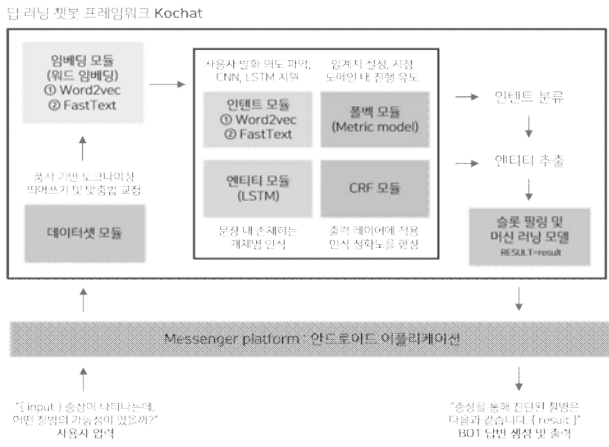 딥 러닝 챗봇 프레임워크 Kochat
임베딩 모듈
(워드 임베딩)
① Word2vec
② FastText
품사 기반 토크나이징
띄어쓰기 및 맞춤법 교정
데이터셋 모듈
사용자 발화 의도 파악,
CNN, LSTM 지원
인텐트 모듈
① Word2vec
② FastText
엔티티 모듈
(LSTM)
문장 내 존재하는
개체명 인식
임계치 설정, 지정
도메인 내 진행 유도
폴백 모듈
(Metric model)
CRF 모듈
출력 레이어에 적용
인식 정확도를 향상
인텐트 분류
엔티티 추출
슬롯 필링 및
머신 러닝 모델
RESULT=result
Messenger platform : 안드로이드 어플리케이션
"{ input } 증상이 나타나는데,
어떤 질병의 가능성이 있을까?"
사용자 입력
"증상을 통해 진단된 질병은
다음과 같습니다. { result }"
BOT 답변 생성 및 출력